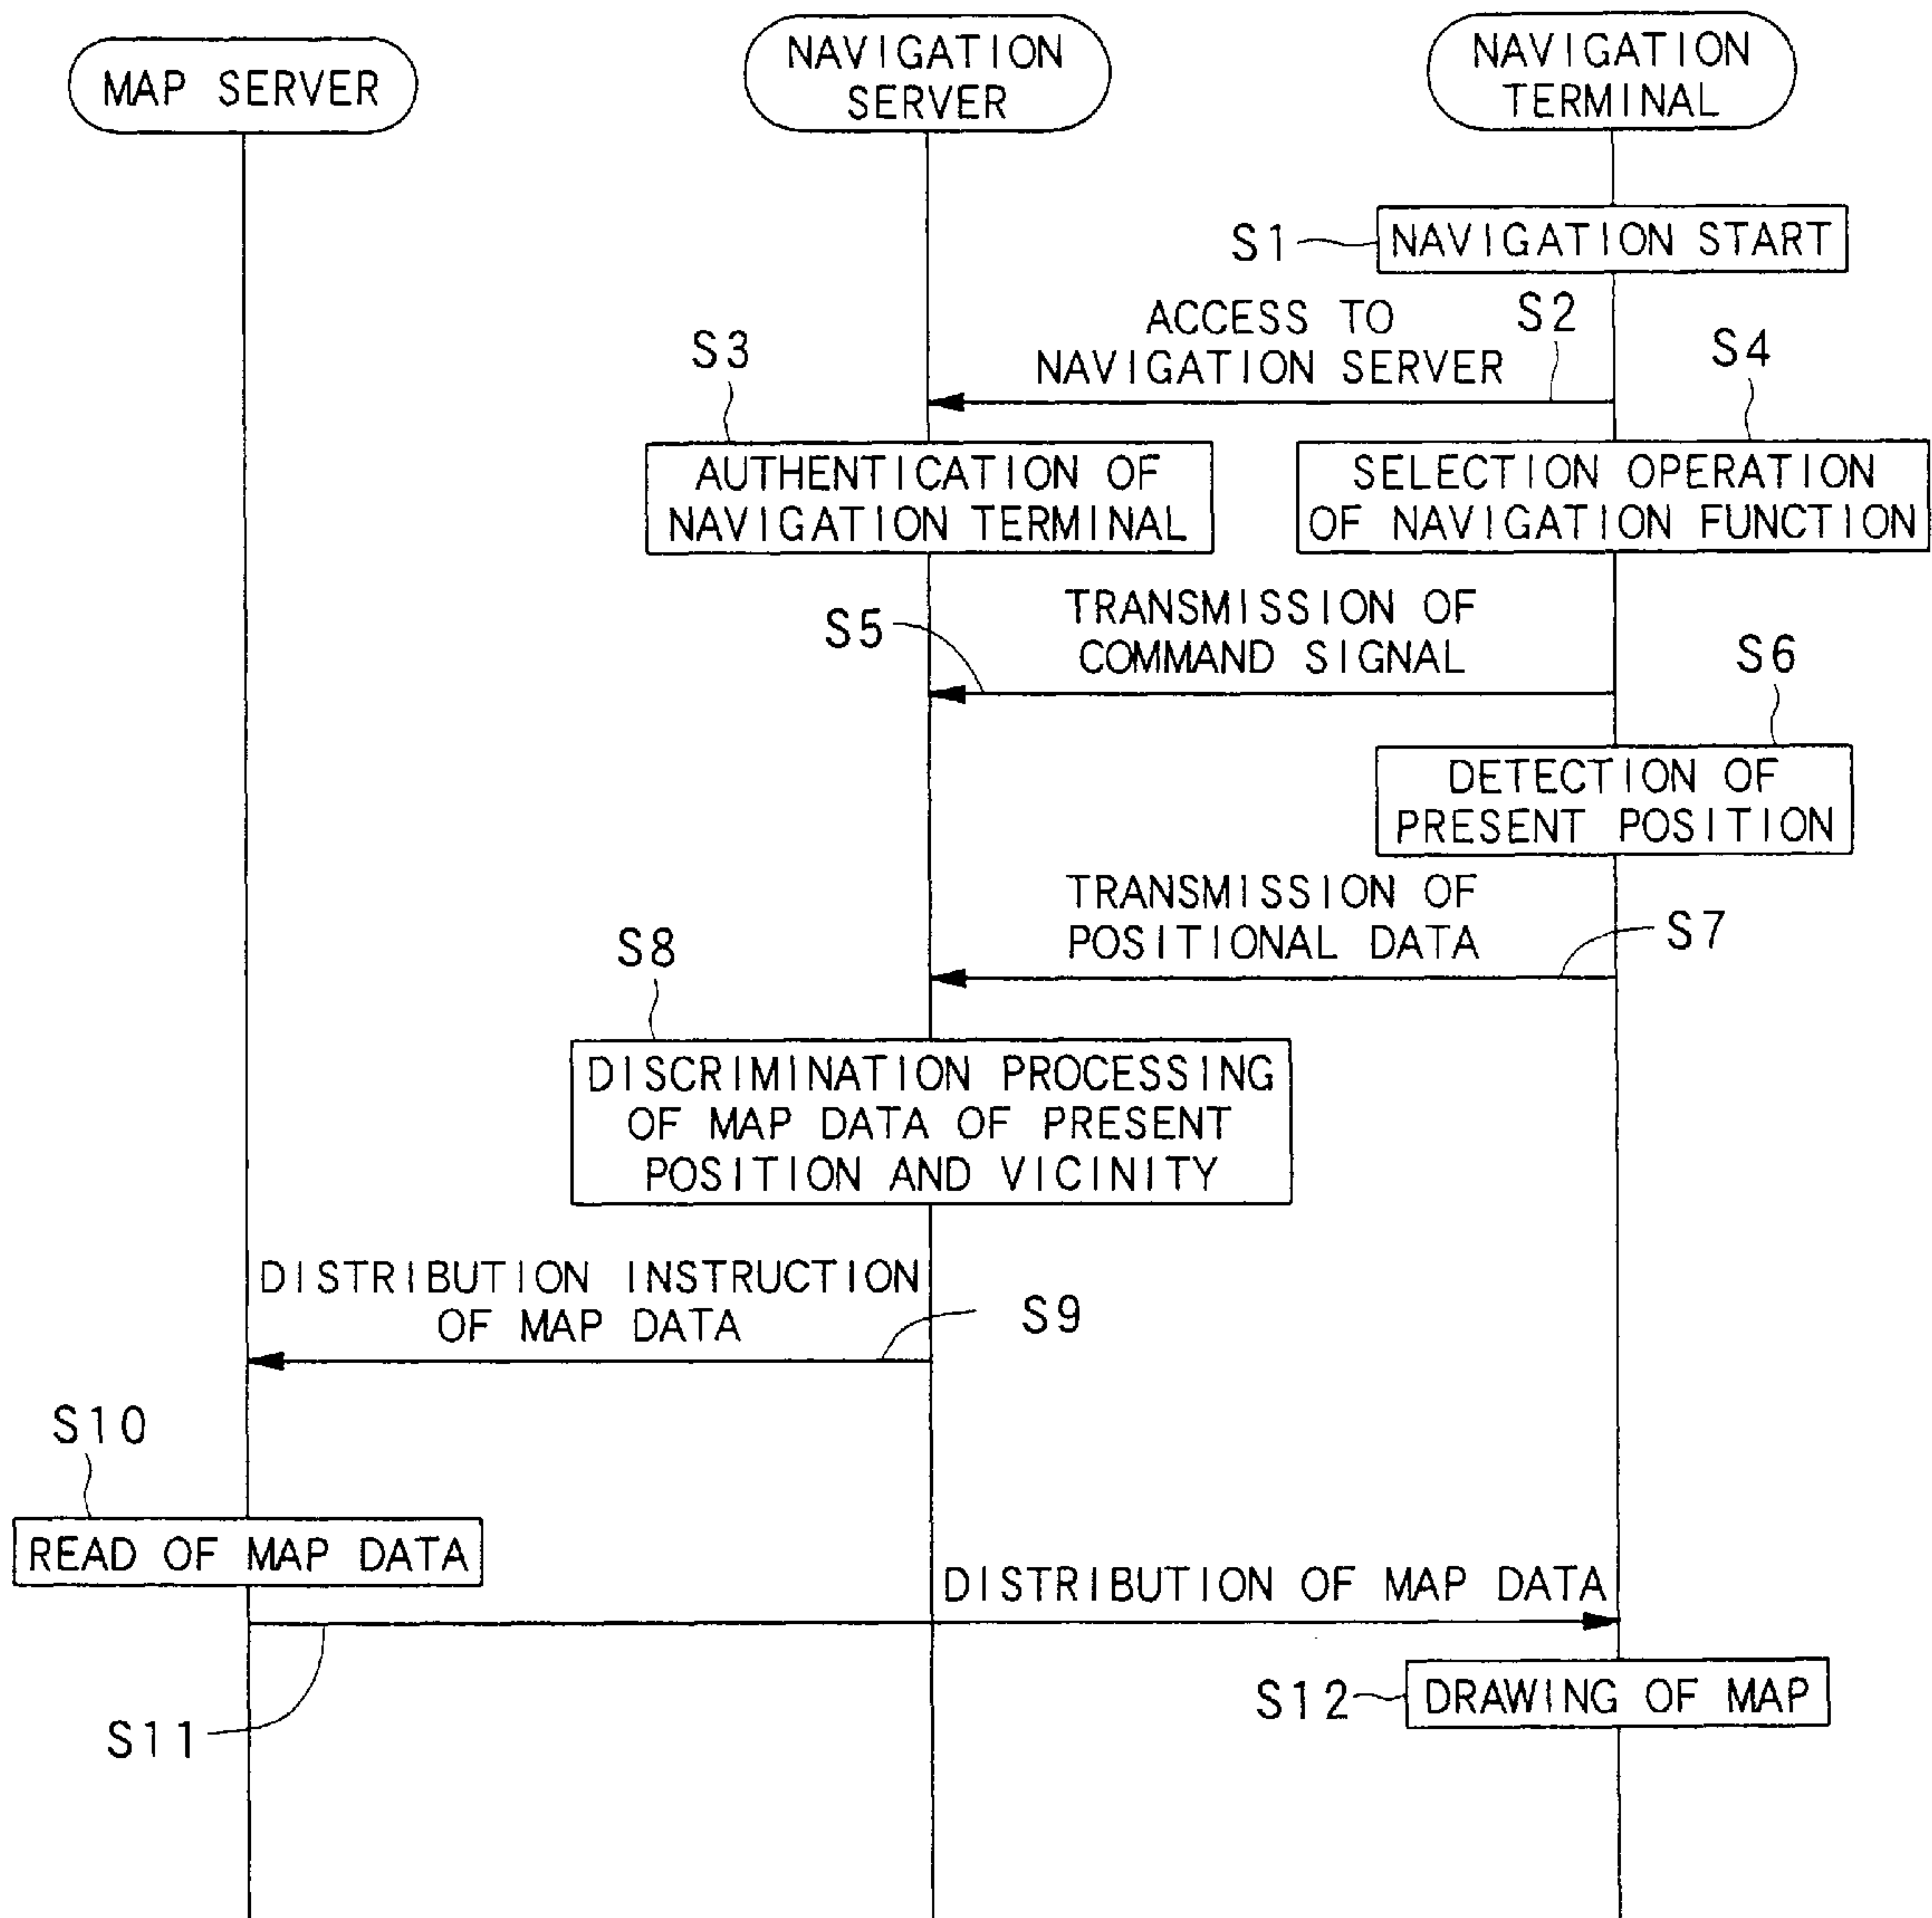 MAP SERVER
NAVIGATION
SERVER
NAVIGATION
TERMINAL
S1
NAVIGATION START
ACCESS TO
NAVIGATION SERVER
S2
S3
S4
AUTHENTICATION OF
NAVIGATION TERMINAL
SELECTION OPERATION
OF NAVIGATION FUNCTION
S5
TRANSMISSION OF
COMMAND SIGNAL
S6
DETECTION OF
PRESENT POSITION
TRANSMISSION OF
POSITIONAL DATA
S7
S8
DISCRIMINATION PROCESSING
OF MAP DATA OF PRESENT
POSITION AND VICINITY
DISTRIBUTION INSTRUCTION
OF MAP DATA
S9
S10
READ OF MAP DATA
DISTRIBUTION OF MAP DATA
S11
S12
DRAWING OF MAP